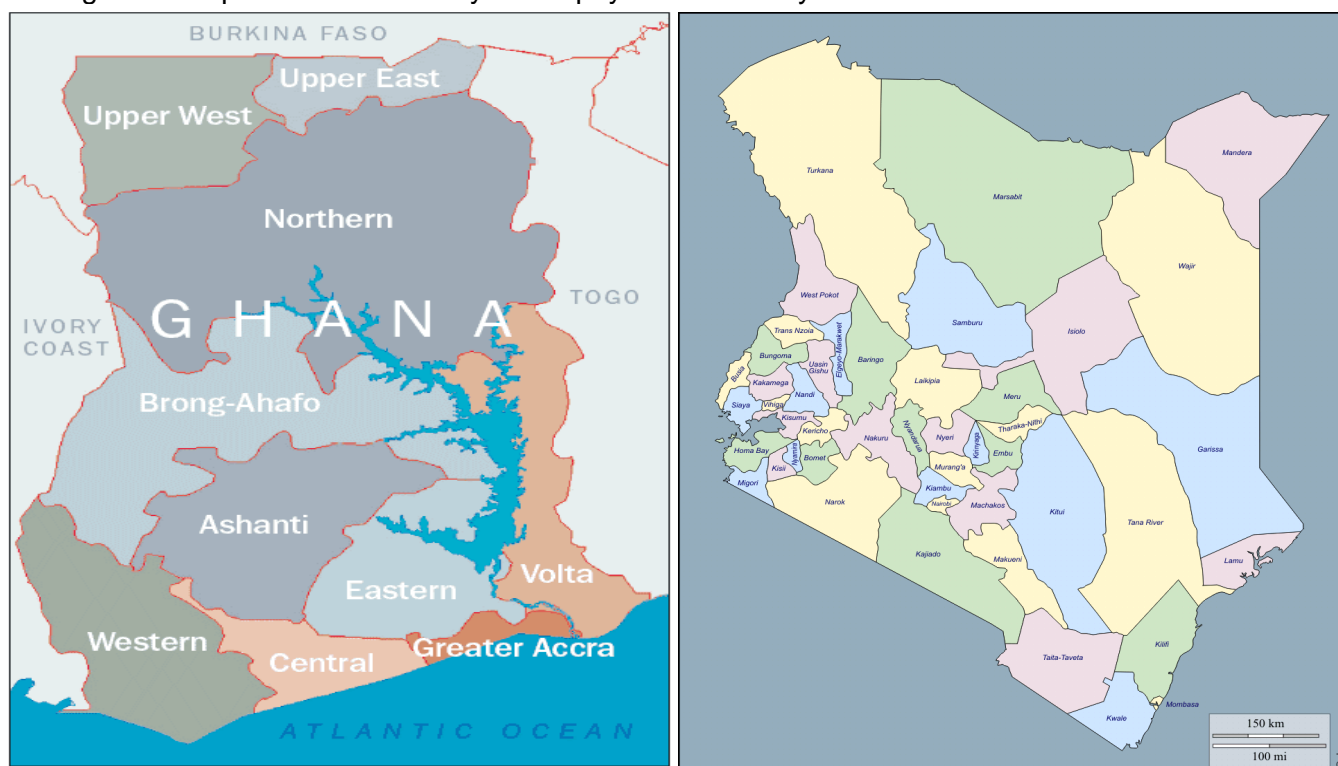 BURKINA FASO
Upper East
Upper West
Northern
GHANA
TOGO
IVORY
COAST
Brong-Ahafo
Ashanti
Volta
Eastern
Western
Greater Accra
Central
ATLANTIC OCEAN
Mandera
Turkana
Marsabit
Wajir
West Pokot
Samburu
Isiolo
Trans Nzoia
Elgeyo-Marakwet
Bungoma
Baringo
Uasin
Gishu
Busia
Laikipia
Kakamega
Nandi
Meru
Siaya
Vihiga
Kisumu
Tharaka-Nithi
Kericho
Nyandarua
Nyeri
Kirinyaga
Nakuru
Garissa
Homa Bay
Nyamira
Bomet
Embu
Kisii
Murang'a
Migori
Kiambu
Narok
Nairobi
Machakos
Kitui
Tana River
Kajiado
Makueni
Lamu
Kilifi
Taita-Taveta
Mombasa
Kwale
150 km
100 mi